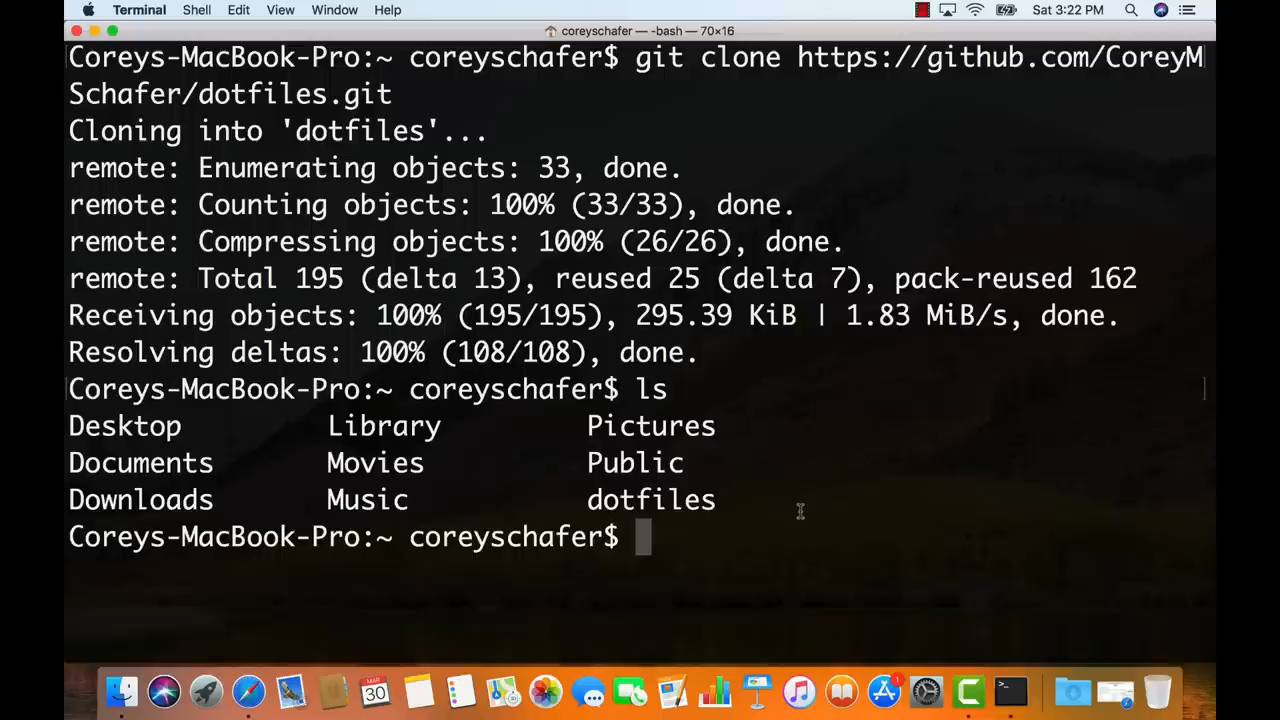 Terminal Shell Edit View Window Help Sat 3:22 PM
coreyschafer — -bash — 70×16
Coreys-MacBook-Pro:~ coreyschafer$ git clone https://github.com/CoreyM
Schafer/dotfiles.git
Cloning into 'dotfiles'...
remote: Enumerating objects: 33, done.
remote: Counting objects: 100% (33/33), done.
remote: Compressing objects: 100% (26/26), done.
remote: Total 195 (delta 13), reused 25 (delta 7), pack-reused 162
Receiving objects: 100% (195/195), 295.39 KiB | 1.83 MiB/s, done.
Resolving deltas: 100% (108/108), done.
Coreys-MacBook-Pro:~ coreyschafer$ ls
Desktop Library Pictures
Documents Movies Public
Downloads Music dotfiles
Coreys-MacBook-Pro:~ coreyschafer$
MAR
30
1
>_